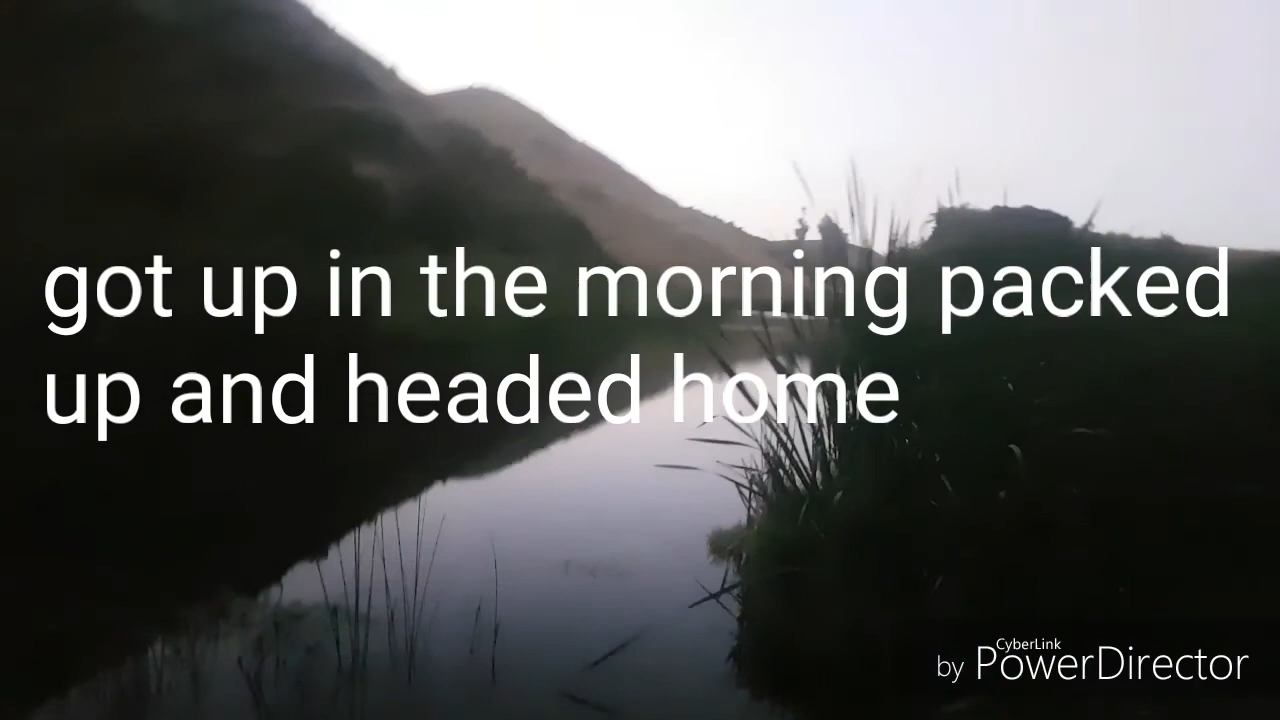 got up in the morning packed
up and headed home
CyberLink
by PowerDirector